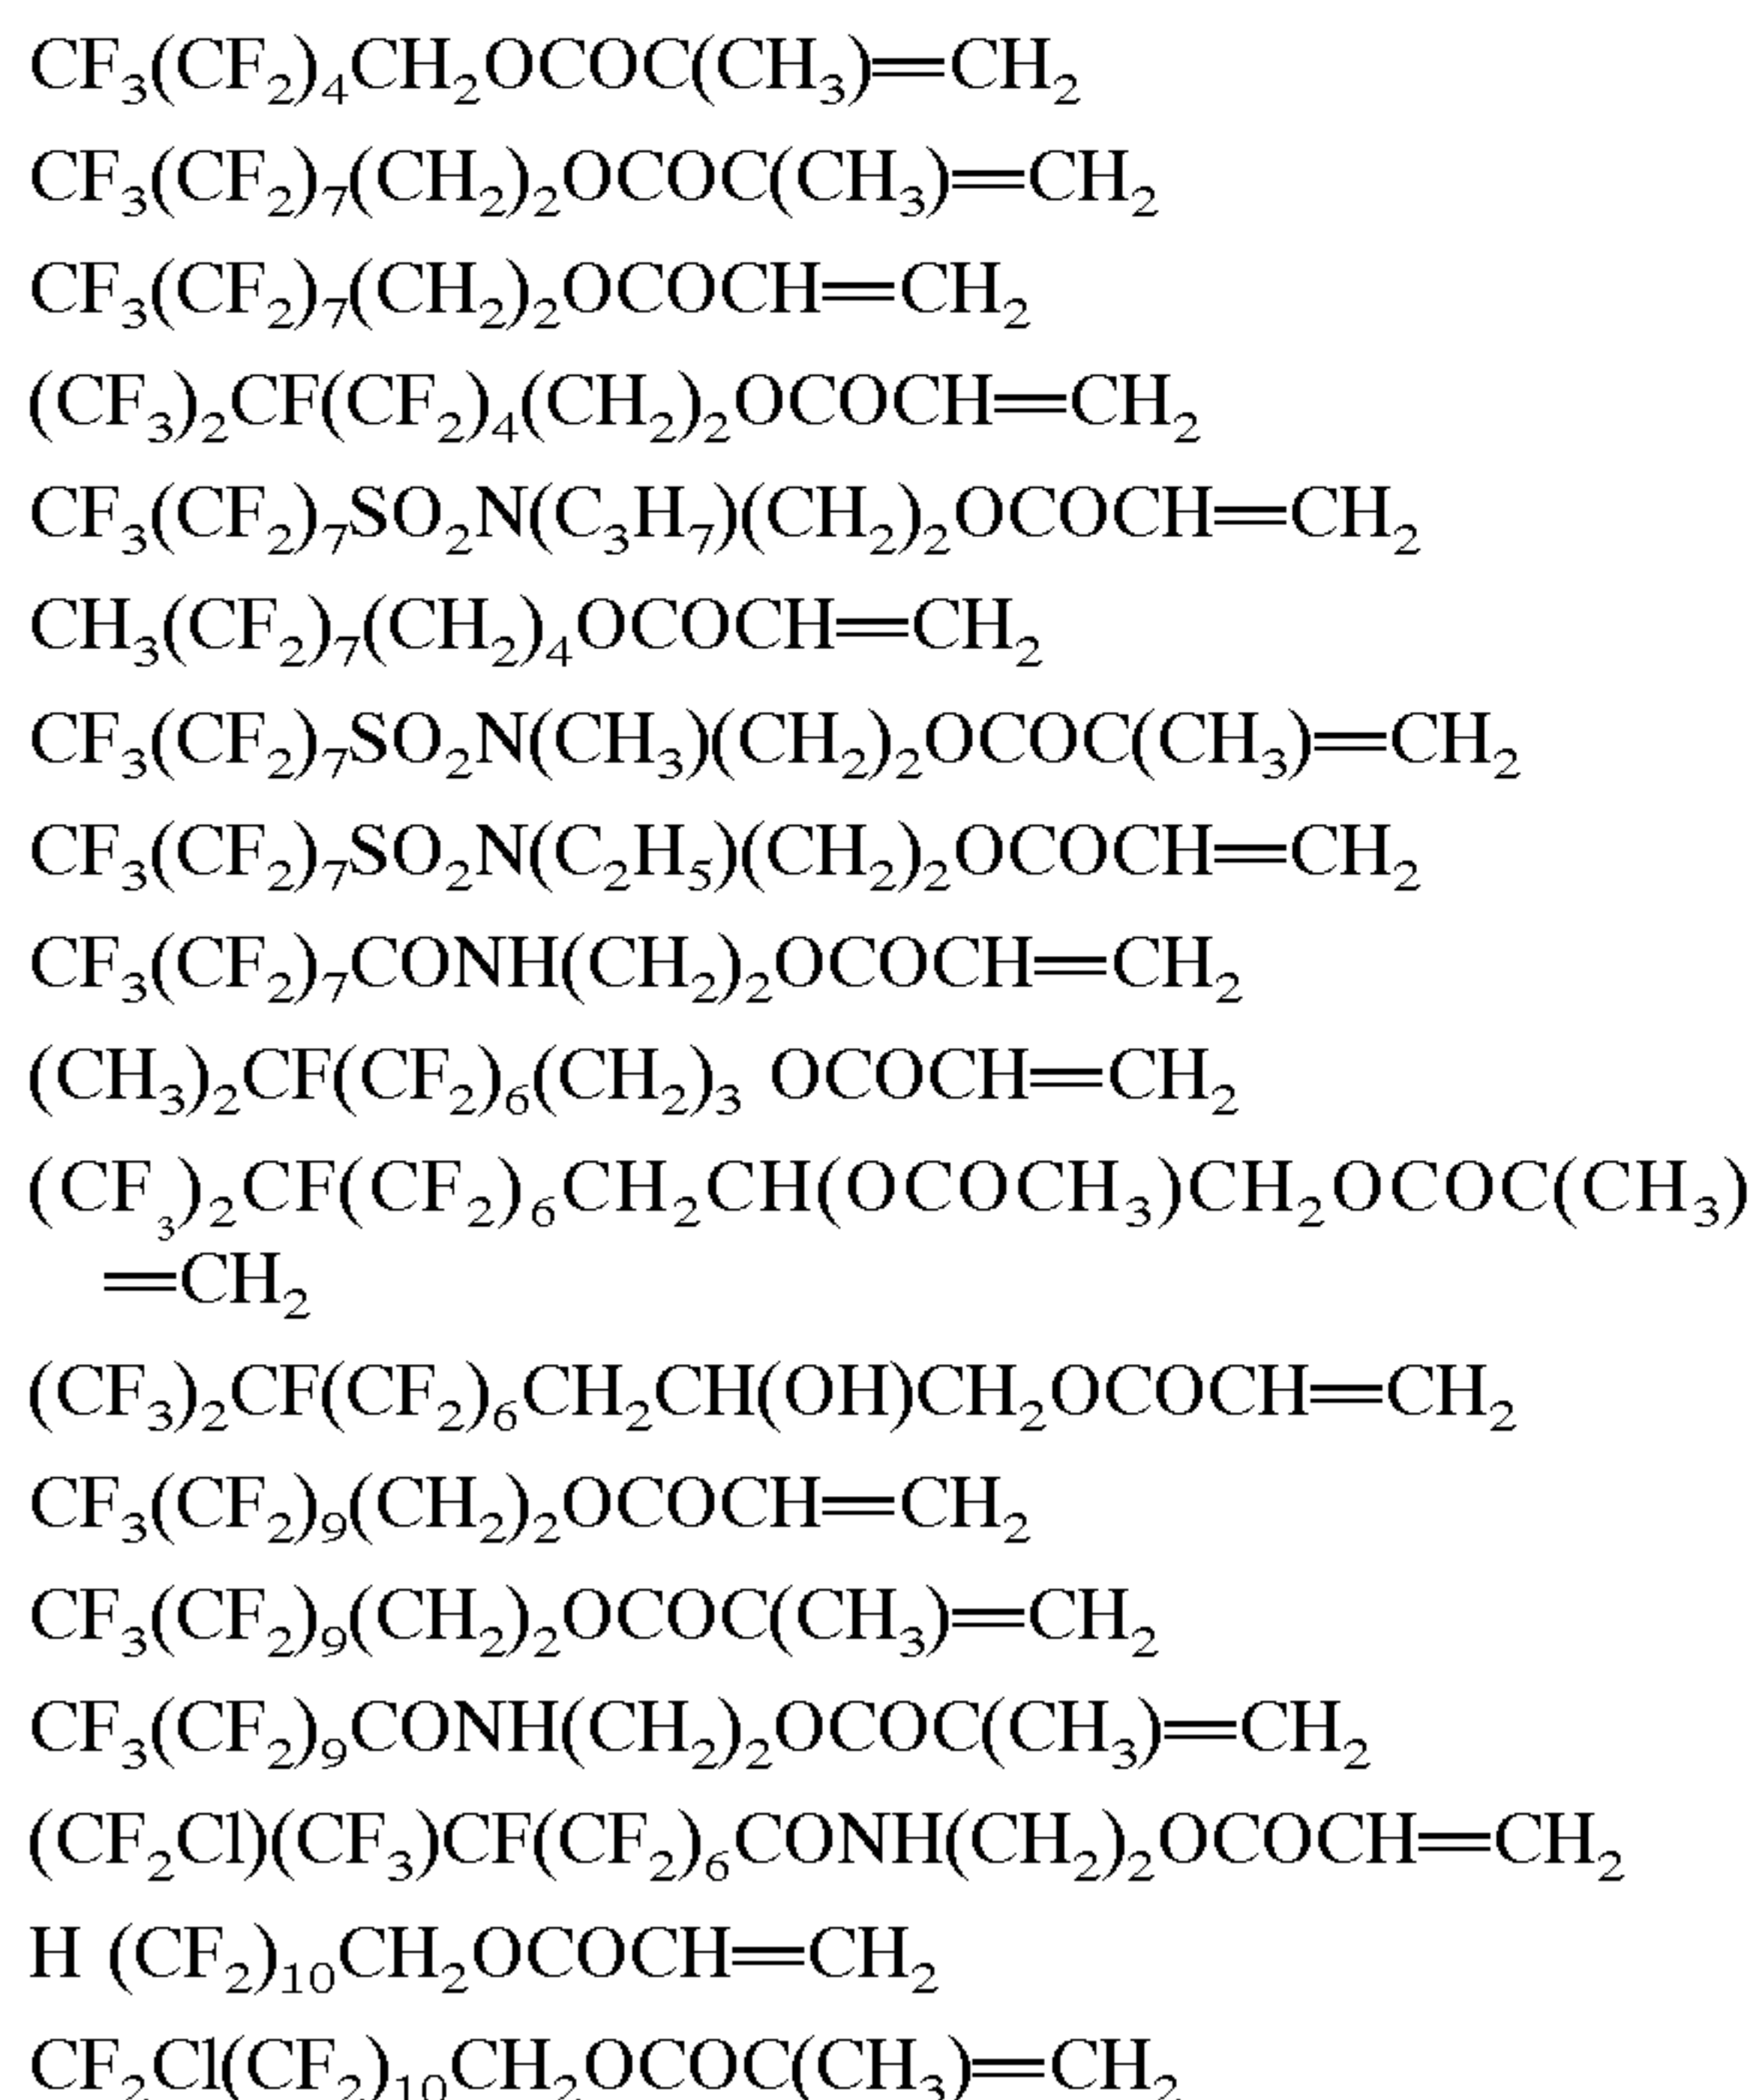 CF₃(CF₂)₄CH₂OCOC(CH₃)=CH₂
CF₃(CF₂)₇(CH₂)₂OCOC(CH₃)=CH₂
CF₃(CF₂)₇(CH₂)₂OCOCH=CH₂
(CF₃)₂CF(CF₂)₄(CH₂)₂OCOCH=CH₂
CF₃(CF₂)₇SO₂N(C₃H₇)(CH₂)₂OCOCH=CH₂
CH₃(CF₂)₇(CH₂)₄OCOCH=CH₂
CF₃(CF₂)₇SO₂N(CH₃)(CH₂)₂OCOC(CH₃)=CH₂
CF₃(CF₂)₇SO₂N(C₂H₅)(CH₂)₂OCOCH=CH₂
CF₃(CF₂)₇CONH(CH₂)₂OCOCH=CH₂
(CH₃)₂CF(CF₂)₆(CH₂)₃ OCOCH=CH₂
(CF₃)₂CF(CF₂)₆CH₂CH(OCOCH₃)CH₂OCOC(CH₃)
=CH₂
(CF₃)₂CF(CF₂)₆CH₂CH(OH)CH₂OCOCH=CH₂
CF₃(CF₂)₉(CH₂)₂OCOCH=CH₂
CF₃(CF₂)₉(CH₂)₂OCOC(CH₃)=CH₂
CF₃(CF₂)₉CONH(CH₂)₂OCOC(CH₃)=CH₂
(CF₂Cl)(CF₃)CF(CF₂)₆CONH(CH₂)₂OCOCH=CH₂
H (CF₂)₁₀CH₂OCOCH=CH₂
CF₂Cl(CF₂)₁₀CH₂OCOC(CH₃)=CH₂